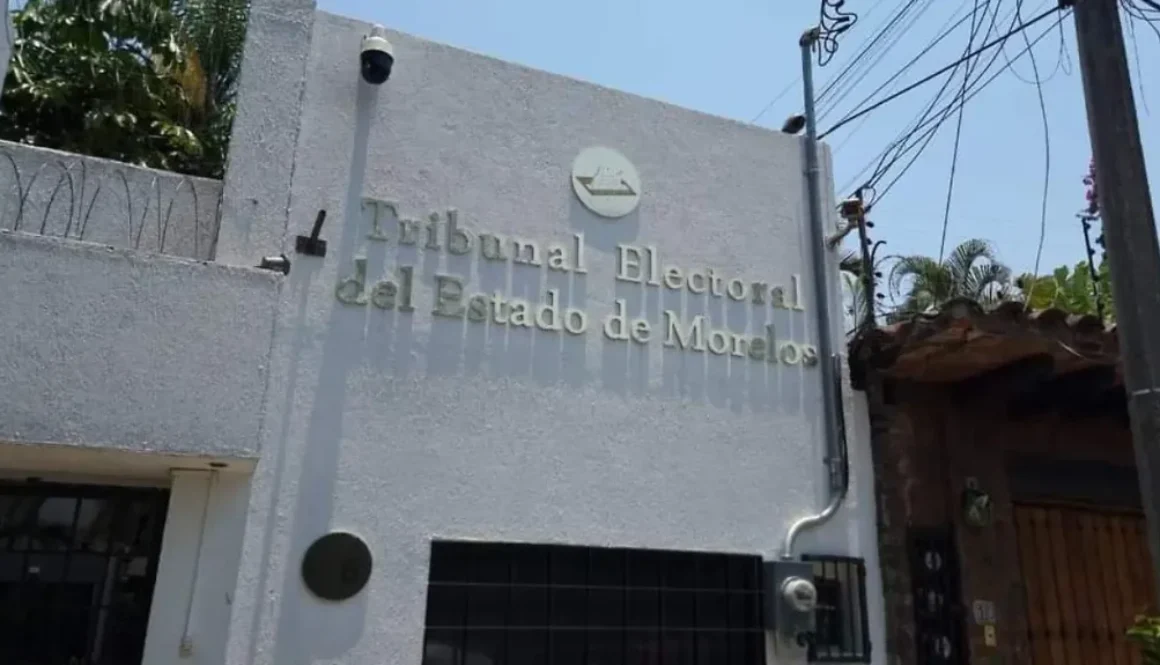 Tribunal Electoral
del Estado de Morelos